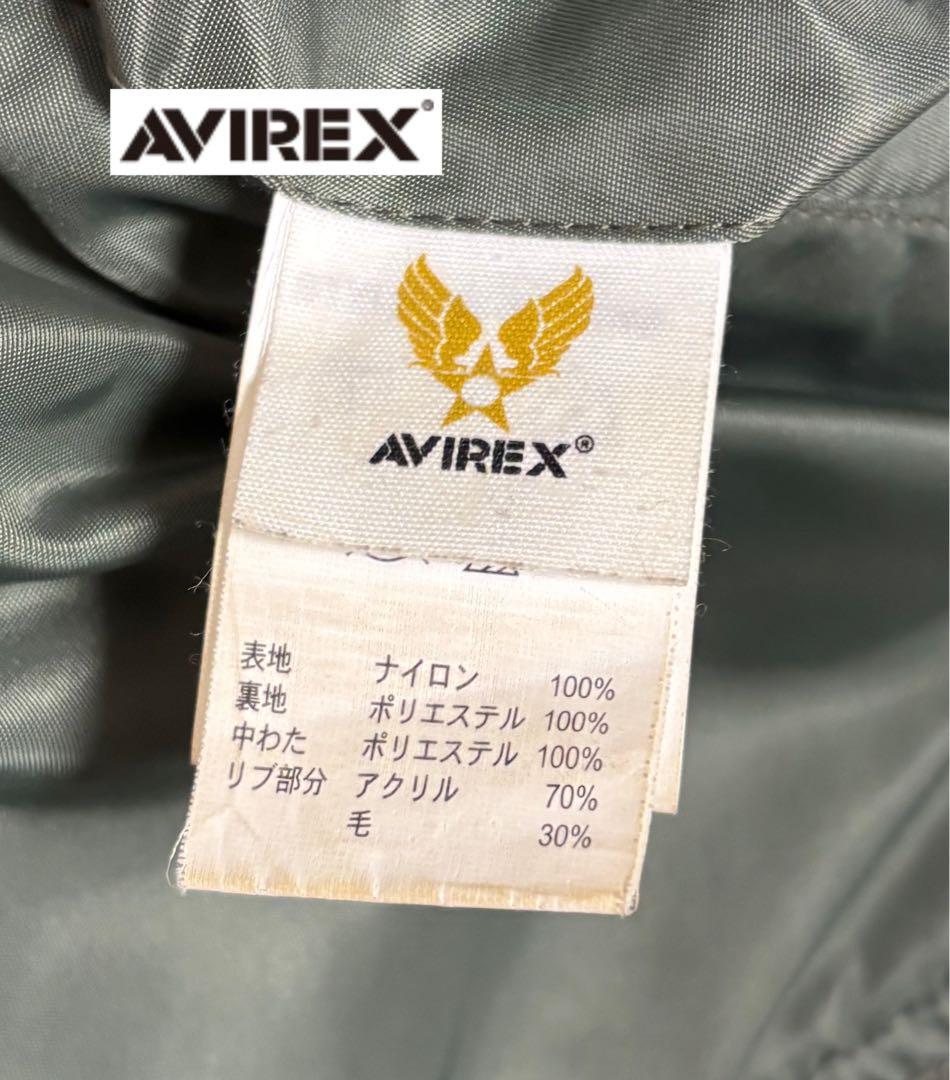 AVIREX®
AVIREX®
表地 ナイロン 100%
裏地 ポリエステル 100%
中わた ポリエステル 100%
リブ部分 アクリル 70%
毛 30%